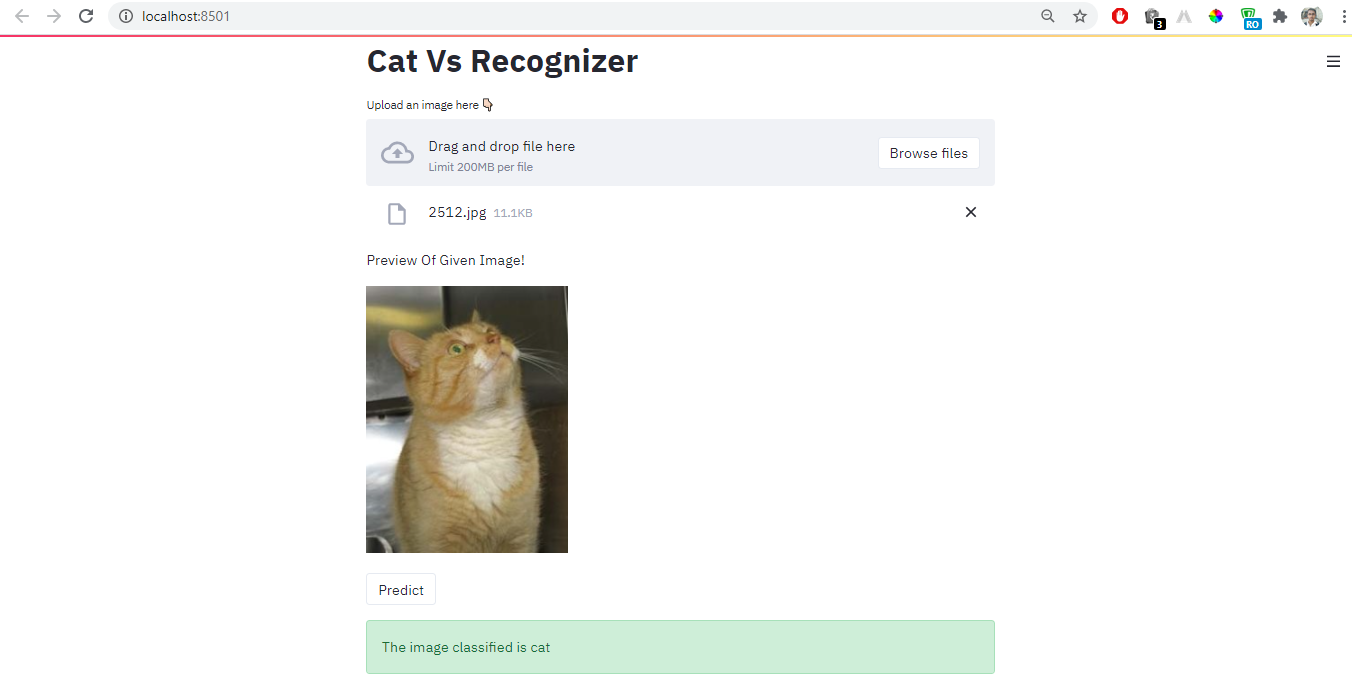 localhost:8501
3
RO
Cat Vs Recognizer
Upload an image here 👇🏻
Drag and drop file here
Limit 200MB per file
Browse files
2512.jpg 11.1KB
Preview Of Given Image!
Predict
The image classified is cat